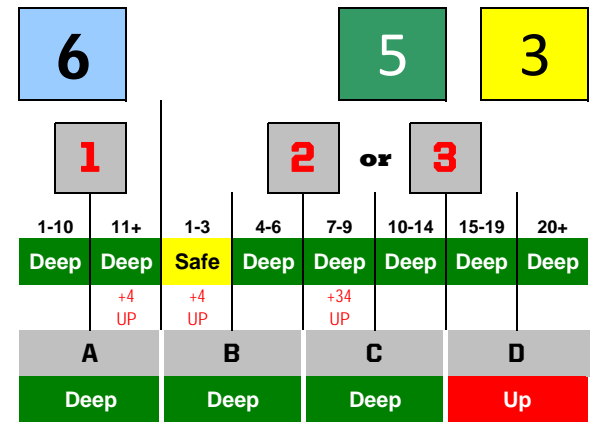 6 5 3
1 2 or 3
1-10 11+ 1-3 4-6 7-9 10-14 15-19 20+
Deep Deep Safe Deep Deep Deep Deep Deep
+4 +4 +34
UP UP UP
A B C D
Deep Deep Deep Up